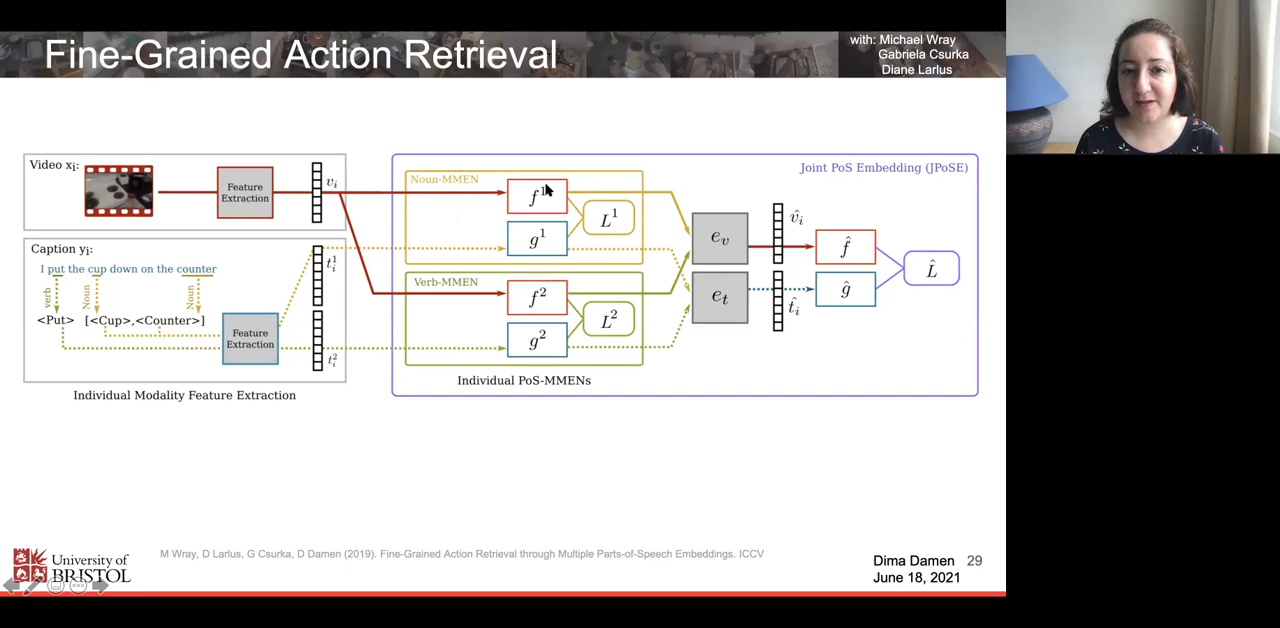 Fine-Grained Action Retrieval
with: Michael Wray
Gabriela Csurka
Diane Larlus
Video xᵢ:
Feature
Extraction
vᵢ
Caption yᵢ:
I put the cup down on the counter
verb
Noun
Noun
<Put> [<Cup>,<Counter>]
Feature
Extraction
tᵢ¹
tᵢ²
Individual Modality Feature Extraction
Joint PoS Embedding (JPoSE)
Noun-MMEN
f¹
g¹
L¹
Verb-MMEN
f²
g²
L²
Individual PoS-MMENs
eᵥ
eₜ
v̂ᵢ
t̂ᵢ
f̂
ĝ
L̂
University of
BRISTOL
M Wray, D Larlus, G Csurka, D Damen (2019). Fine-Grained Action Retrieval through Multiple Parts-of-Speech Embeddings. ICCV
Dima Damen 29
June 18, 2021